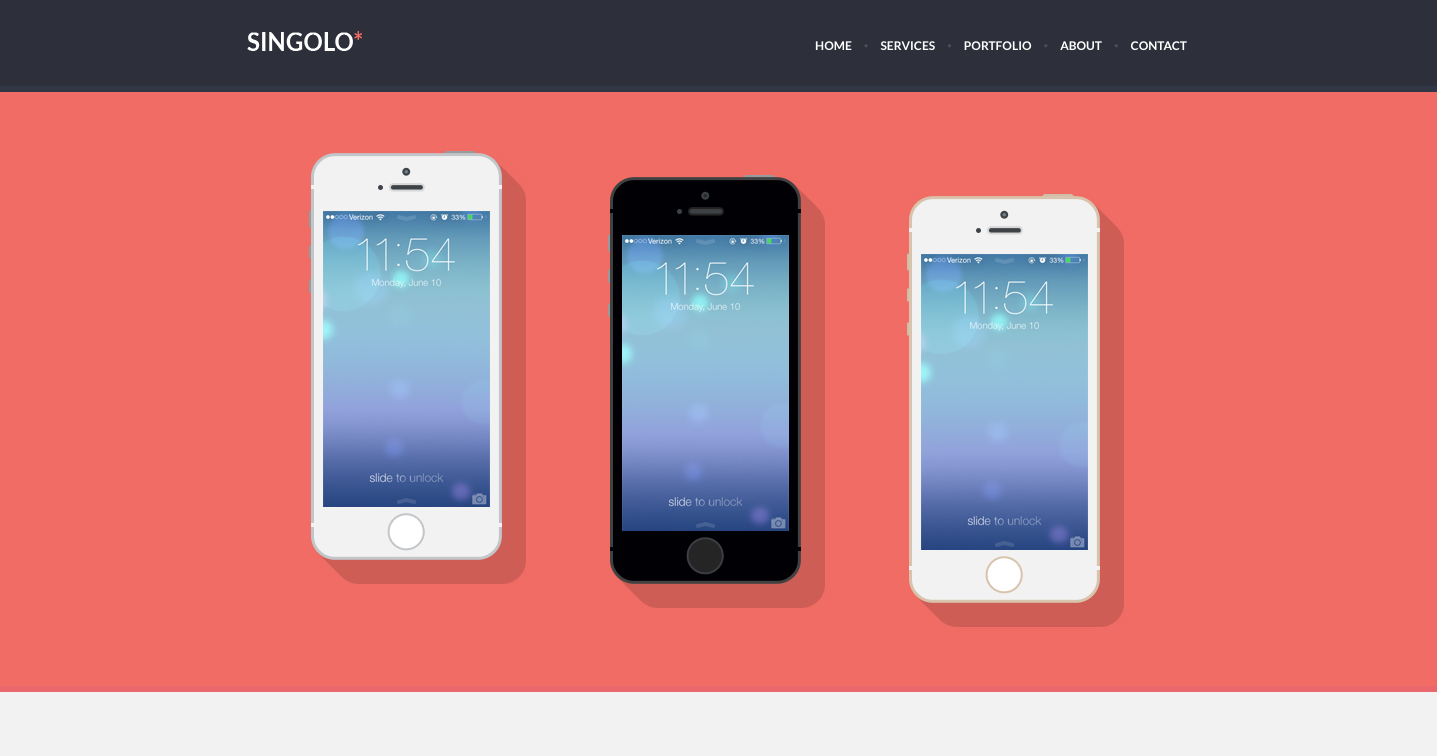 SINGOLO*
HOME • SERVICES • PORTFOLIO • ABOUT • CONTACT
Verizon 33%
11:54
Monday, June 10
slide to unlock
Verizon 33%
11:54
Monday, June 10
slide to unlock
Verizon 33%
11:54
Monday, June 10
slide to unlock